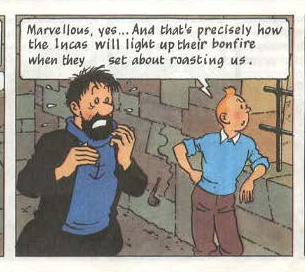 Marvellous, yes... And that's precisely how
the Incas will light up their bonfire
when they set about roasting us.